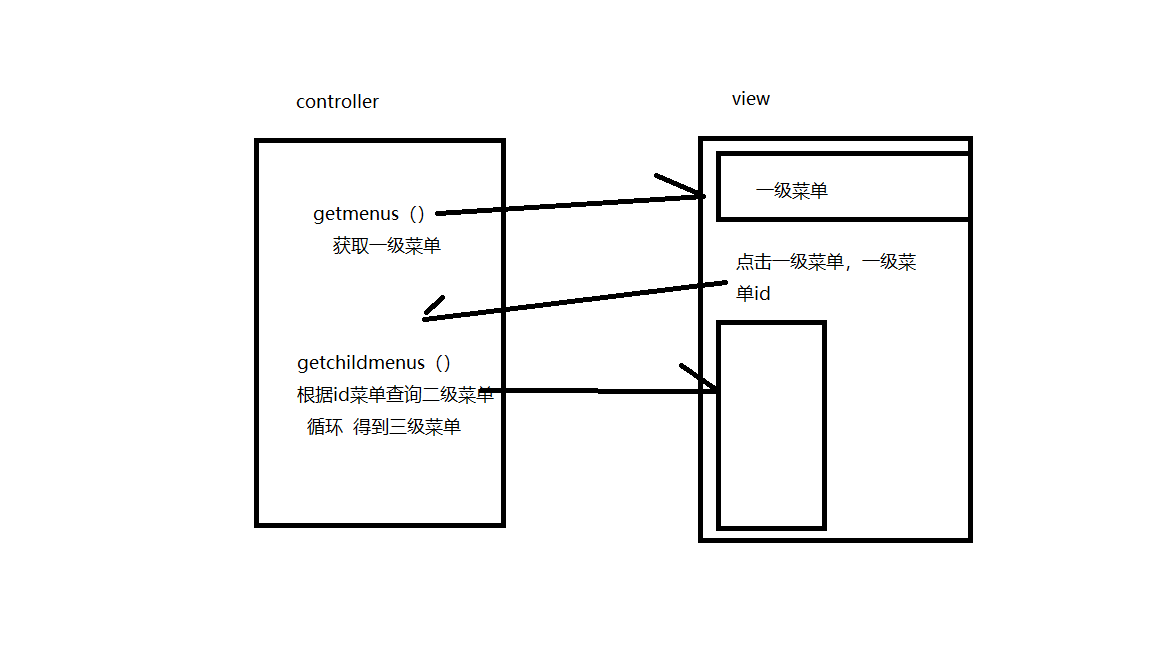 controller
view
getmenus（）
获取一级菜单
一级菜单
点击一级菜单，一级菜
单id
getchildmenus（）
根据id菜单查询二级菜单
循环 得到三级菜单